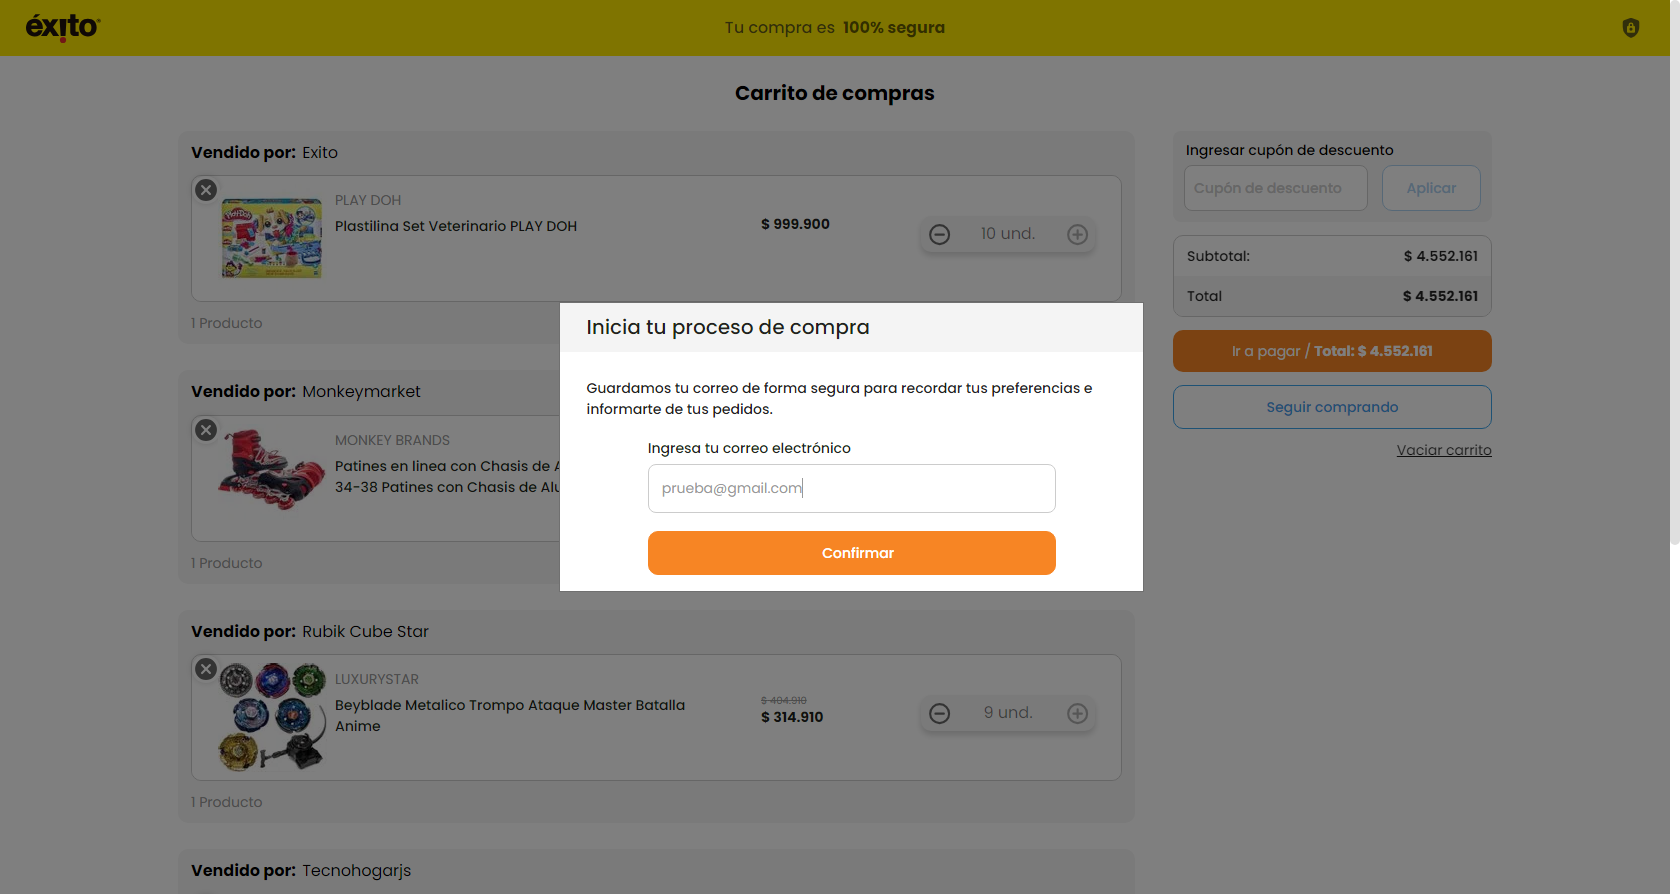 éxito
Tu compra es 100% segura
Carrito de compras
Vendido por: Exito
PLAY DOH
Plastilina Set Veterinario PLAY DOH
$ 999.900
10 und.
1 Producto
Ingresar cupón de descuento
Cupón de descuento
Aplicar
Subtotal: $ 4.552.161
Total $ 4.552.161
Ir a pagar / Total: $ 4.552.161
Seguir comprando
Vaciar carrito
Inicia tu proceso de compra
Guardamos tu correo de forma segura para recordar tus preferencias e
informarte de tus pedidos.
Ingresa tu correo electrónico
prueba@gmail.com
Confirmar
Vendido por: Monkeymarket
MONKEY BRANDS
Patines en linea con Chasis de
34-38 Patines con Chasis de
1 Producto
Vendido por: Rubik Cube Star
LUXURYSTAR
Beyblade Metalico Trompo Ataque Master Batalla
Anime
$ 404.910
$ 314.910
9 und.
1 Producto
Vendido por: Tecnohogarjs